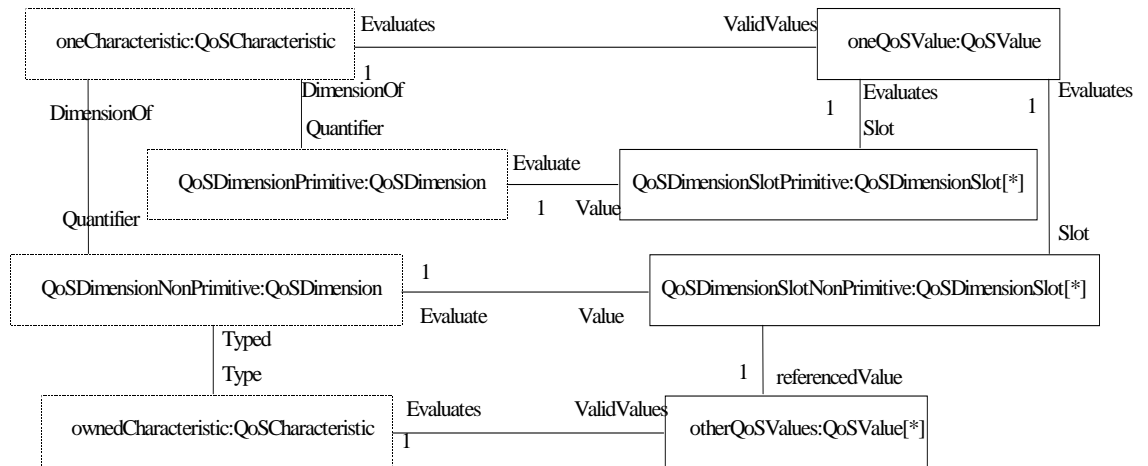 Evaluates
ValidValues
oneCharacteristic:QoSCharacteristic
oneQoSValue:QoSValue
1
DimensionOf
Evaluates
1
1
Evaluates
DimensionOf
Quantifier
Slot
Evaluate
QoSDimensionPrimitive:QoSDimension
QoSDimensionSlotPrimitive:QoSDimensionSlot[*]
1
Value
Quantifier
Slot
1
QoSDimensionNonPrimitive:QoSDimension
QoSDimensionSlotNonPrimitive:QoSDimensionSlot[*]
Evaluate
Value
Typed
Type
1
referencedValue
Evaluates
ValidValues
ownedCharacteristic:QoSCharacteristic
otherQoSValues:QoSValue[*]
1